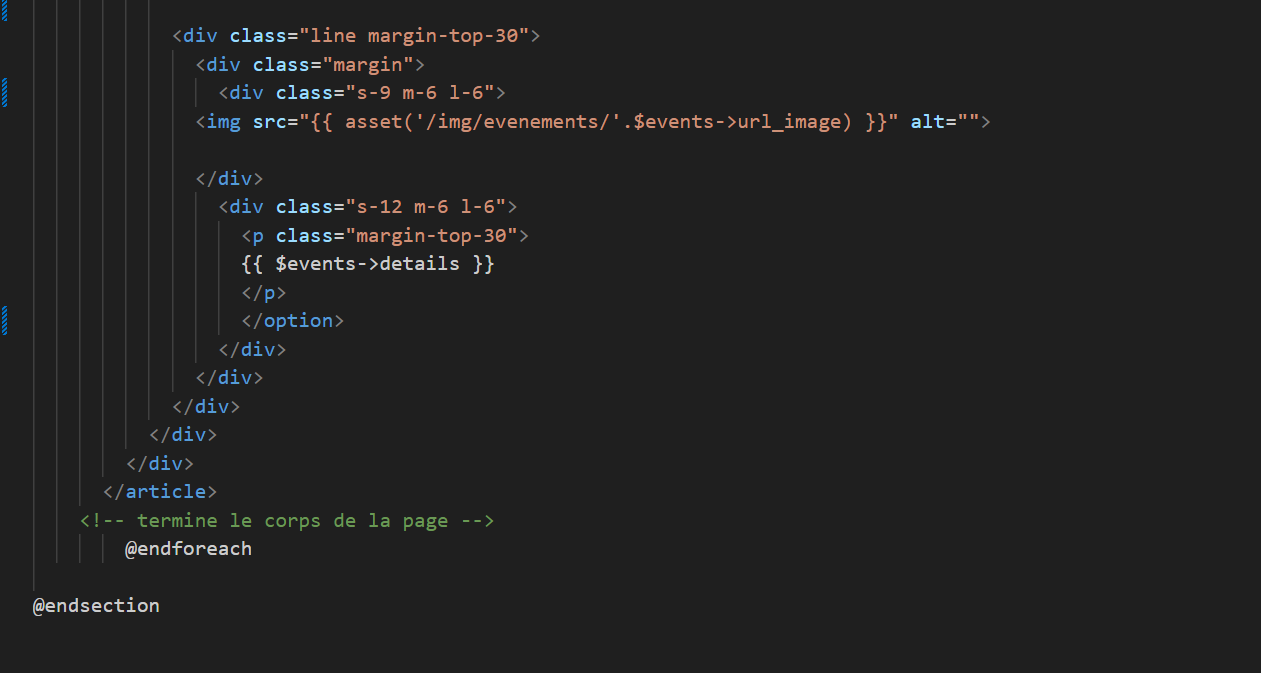 <div class="line margin-top-30">
<div class="margin">
<div class="s-9 m-6 l-6">
<img src="{{ asset('/img/evenements/'.$events->url_image) }}" alt="">
</div>
<div class="s-12 m-6 l-6">
<p class="margin-top-30">
{{ $events->details }}
</p>
</option>
</div>
</div>
</div>
</div>
</div>
</article>
<!-- termine le corps de la page -->
@endforeach
@endsection